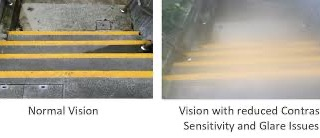 Normal Vision
Vision with reduced Contras
Sensitivity and Glare Issues